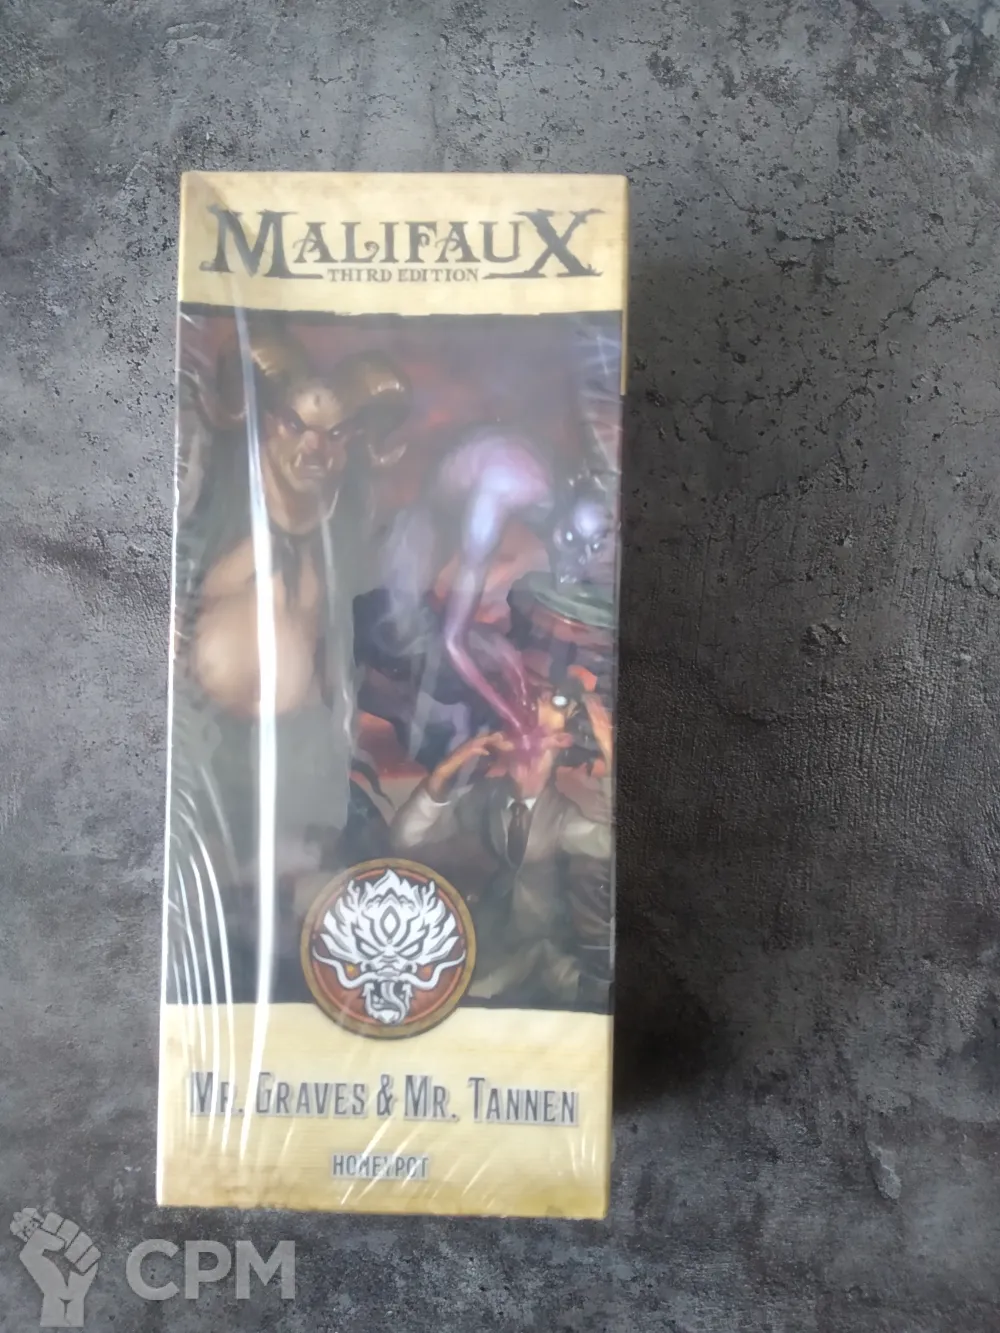 MALIFAUX
THIRD EDITION
MR. GRAVES & MR. TANNEN
HONEYPOT
CPM